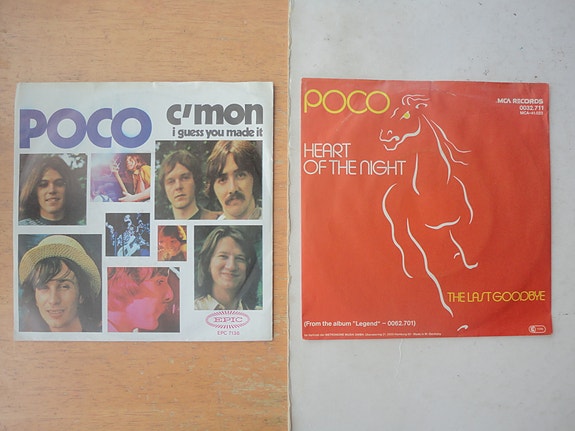 POCO
c'mon
i guess you made it
EPIC
EPC 7138
POCO
MCA RECORDS
0032.711
HEART
OF THE NIGHT
THE LAST GOODBYE
(From the album "Legend" – 0062.701)